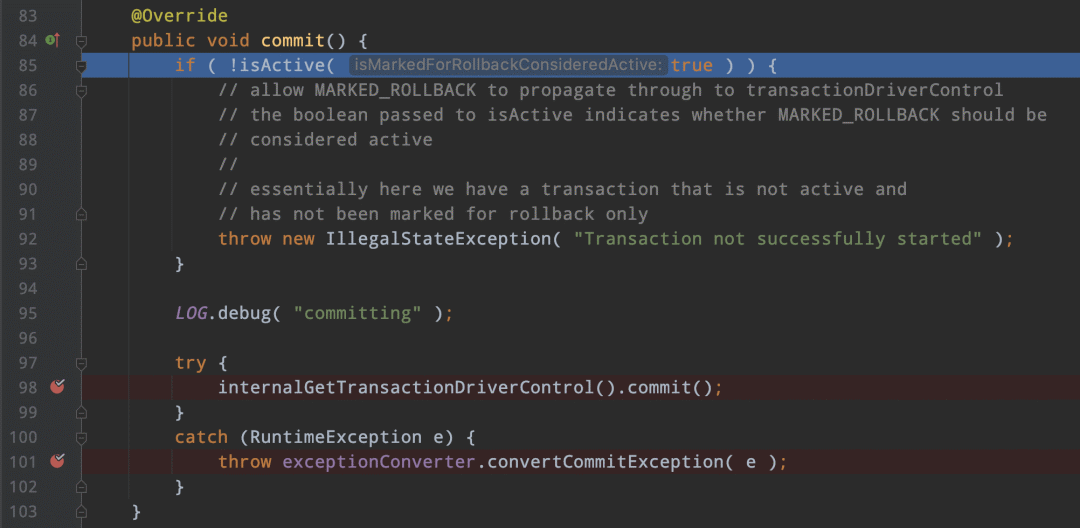 83 @Override
84 public void commit() {
85 if ( !isActive( isMarkedForRollbackConsideredActive: true ) ) {
86 // allow MARKED_ROLLBACK to propagate through to transactionDriverControl
87 // the boolean passed to isActive indicates whether MARKED_ROLLBACK should be
88 // considered active
89 //
90 // essentially here we have a transaction that is not active and
91 // has not been marked for rollback only
92 throw new IllegalStateException( "Transaction not successfully started" );
93 }
94
95 LOG.debug( "committing" );
96
97 try {
98 internalGetTransactionDriverControl().commit();
99 }
100 catch (RuntimeException e) {
101 throw exceptionConverter.convertCommitException( e );
102 }
103 }